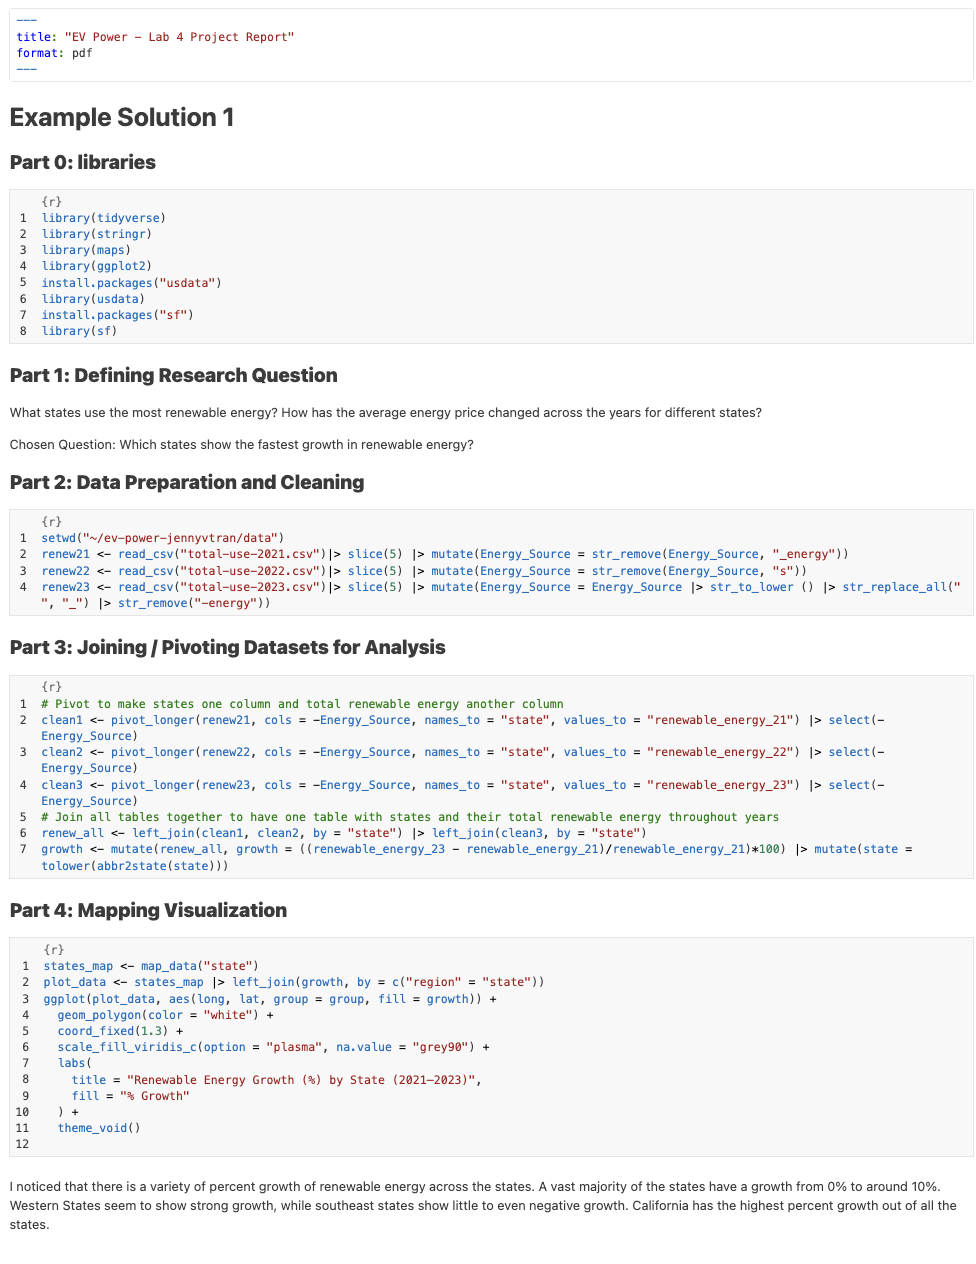 ---
title: "EV Power - Lab 4 Project Report"
format: pdf
---
Example Solution 1
Part 0: libraries
{r}
1 library(tidyverse)
2 library(stringr)
3 library(maps)
4 library(ggplot2)
5 install.packages("usdata")
6 library(usdata)
7 install.packages("sf")
8 library(sf)
Part 1: Defining Research Question
What states use the most renewable energy? How has the average energy price changed across the years for different states?
Chosen Question: Which states show the fastest growth in renewable energy?
Part 2: Data Preparation and Cleaning
{r}
1 setwd("~/ev-power-jennyvtran/data")
2 renew21 <- read_csv("total-use-2021.csv")|> slice(5) |> mutate(Energy_Source = str_remove(Energy_Source, "_energy"))
3 renew22 <- read_csv("total-use-2022.csv")|> slice(5) |> mutate(Energy_Source = str_remove(Energy_Source, "s"))
4 renew23 <- read_csv("total-use-2023.csv")|> slice(5) |> mutate(Energy_Source = Energy_Source |> str_to_lower () |> str_replace_all("
", "_") |> str_remove("-energy"))
Part 3: Joining / Pivoting Datasets for Analysis
{r}
1 # Pivot to make states one column and total renewable energy another column
2 clean1 <- pivot_longer(renew21, cols = -Energy_Source, names_to = "state", values_to = "renewable_energy_21") |> select(-
Energy_Source)
3 clean2 <- pivot_longer(renew22, cols = -Energy_Source, names_to = "state", values_to = "renewable_energy_22") |> select(-
Energy_Source)
4 clean3 <- pivot_longer(renew23, cols = -Energy_Source, names_to = "state", values_to = "renewable_energy_23") |> select(-
Energy_Source)
5 # Join all tables together to have one table with states and their total renewable energy throughout years
6 renew_all <- left_join(clean1, clean2, by = "state") |> left_join(clean3, by = "state")
7 growth <- mutate(renew_all, growth = ((renewable_energy_23 - renewable_energy_21)/renewable_energy_21)*100) |> mutate(state =
tolower(abbr2state(state)))
Part 4: Mapping Visualization
{r}
1 states_map <- map_data("state")
2 plot_data <- states_map |> left_join(growth, by = c("region" = "state"))
3 ggplot(plot_data, aes(long, lat, group = group, fill = growth)) +
4 geom_polygon(color = "white") +
5 coord_fixed(1.3) +
6 scale_fill_viridis_c(option = "plasma", na.value = "grey90") +
7 labs(
8 title = "Renewable Energy Growth (%) by State (2021–2023)",
9 fill = "% Growth"
10 ) +
11 theme_void()
12
I noticed that there is a variety of percent growth of renewable energy across the states. A vast majority of the states have a growth from 0% to around 10%.
Western States seem to show strong growth, while southeast states show little to even negative growth. California has the highest percent growth out of all the
states.